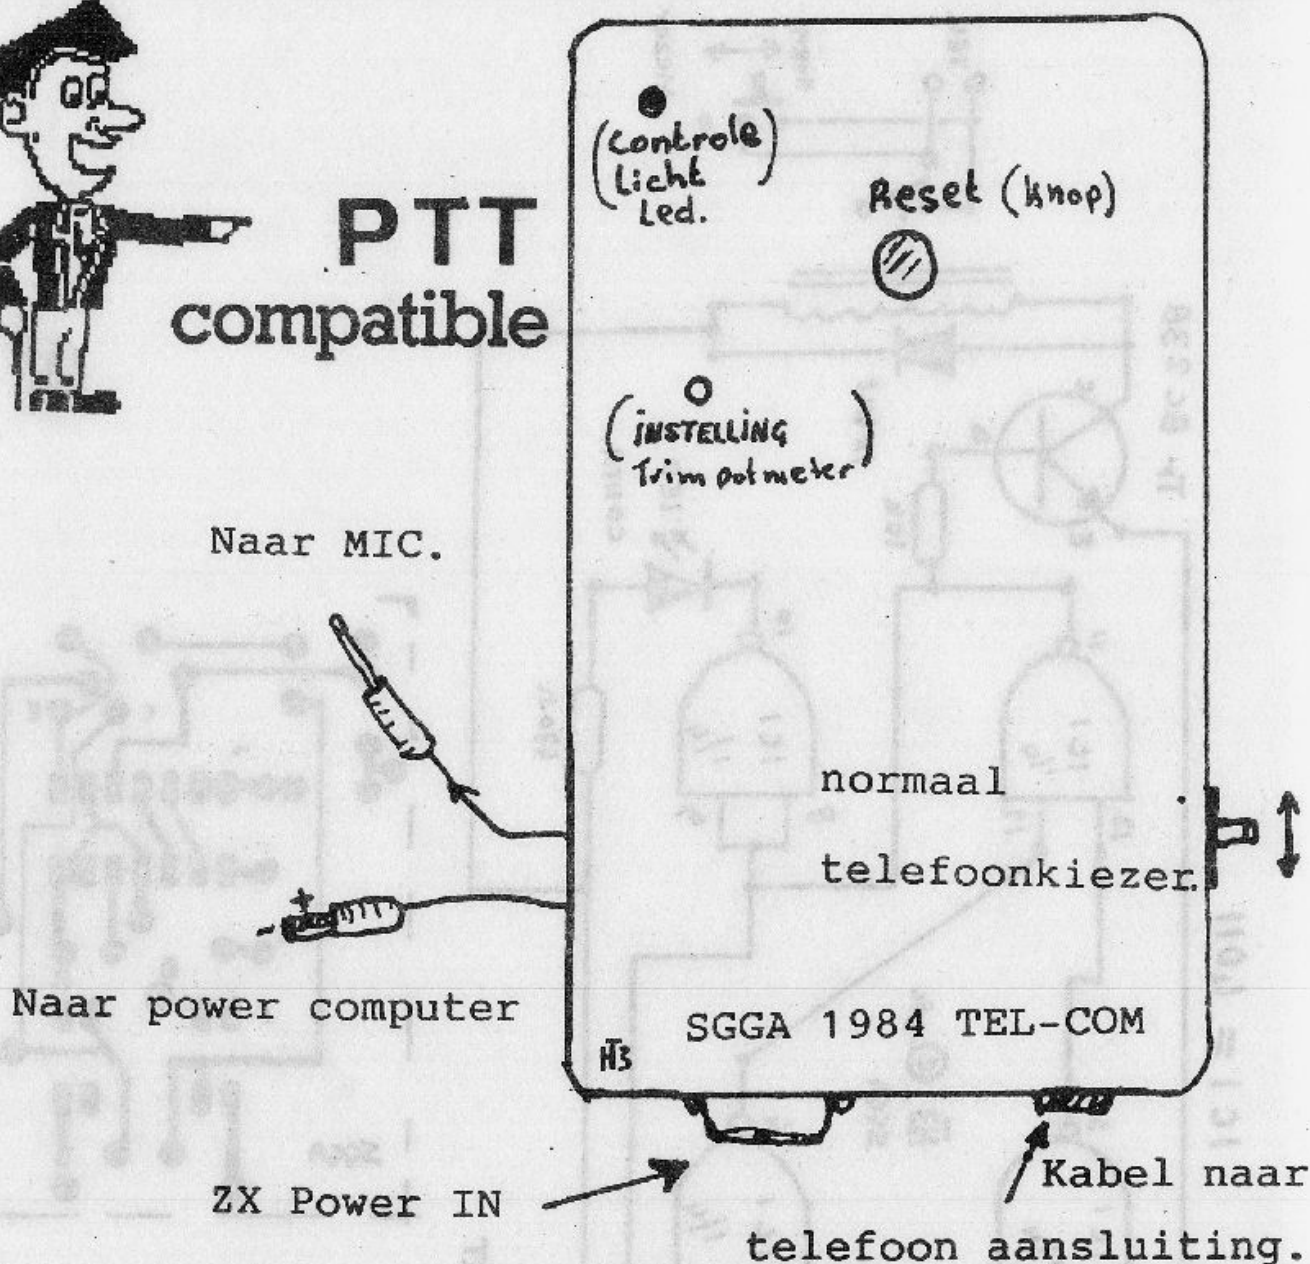 (Controle)
Licht
Led.
Reset (knop)
PTT
compatible
(INSTELLING
Trim potmeter)
Naar MIC.
normaal
telefoonkiezer.
+
-
Naar power computer
SGGA 1984 TEL-COM
ZX Power IN
Kabel naar
telefoon aansluiting.